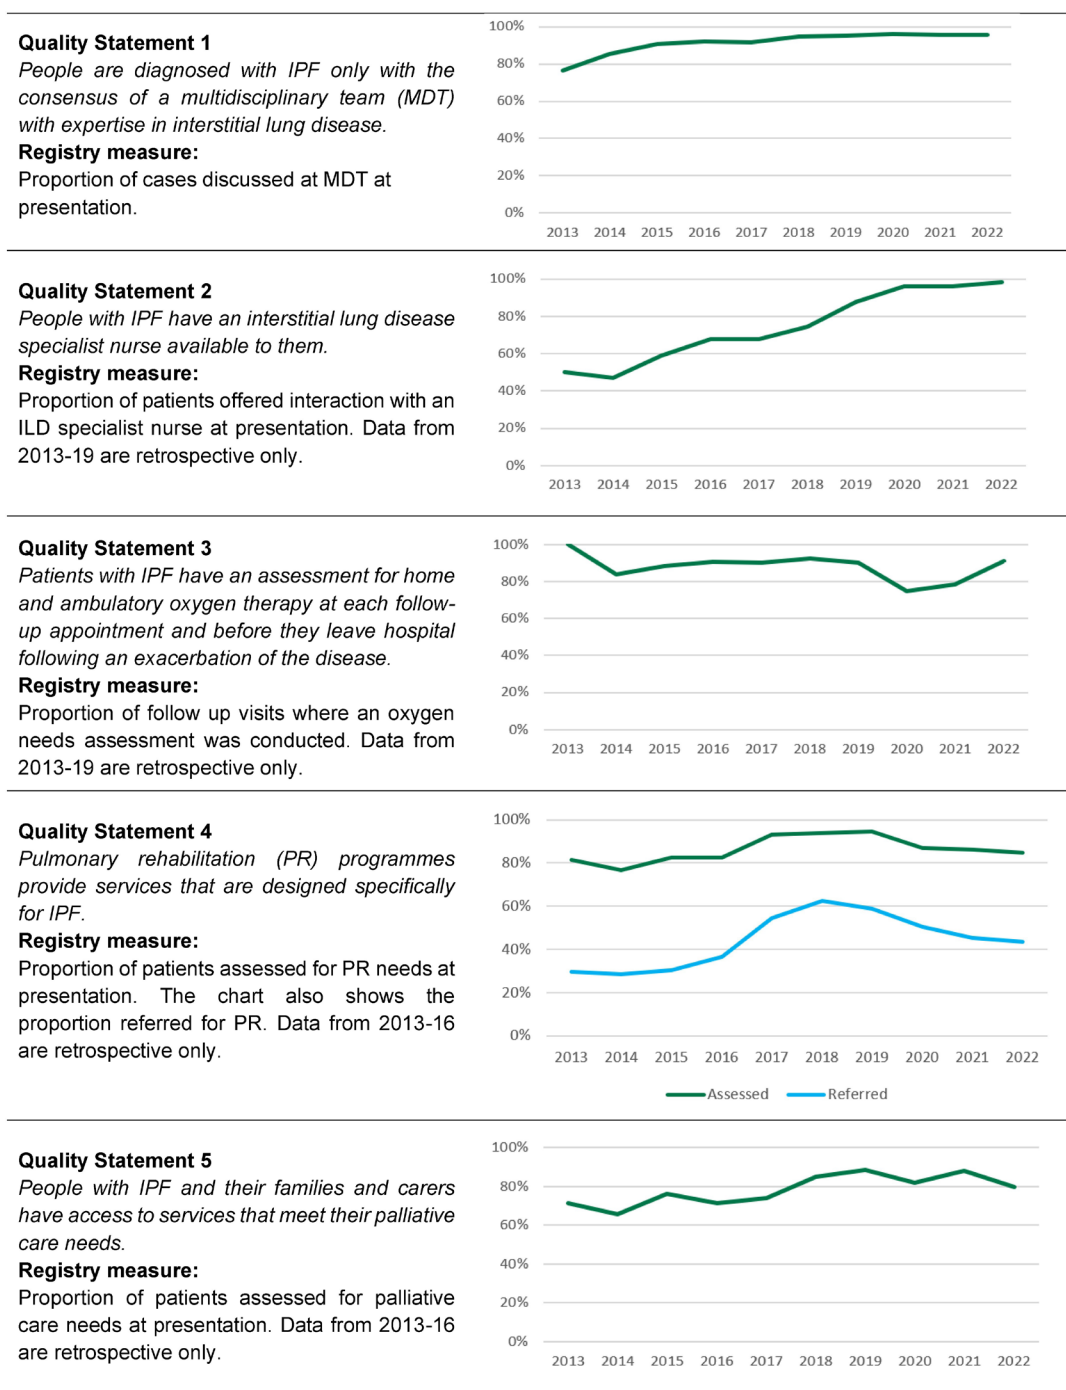 Quality Statement 1
People are diagnosed with IPF only with the
consensus of a multidisciplinary team (MDT)
with expertise in interstitial lung disease.
Registry measure:
Proportion of cases discussed at MDT at
presentation.
100%
80%
60%
40%
20%
0%
2013 2014 2015 2016 2017 2018 2019 2020 2021 2022
Quality Statement 2
People with IPF have an interstitial lung disease
specialist nurse available to them.
Registry measure:
Proportion of patients offered interaction with an
ILD specialist nurse at presentation. Data from
2013-19 are retrospective only.
100%
80%
60%
40%
20%
0%
2013 2014 2015 2016 2017 2018 2019 2020 2021 2022
Quality Statement 3
Patients with IPF have an assessment for home
and ambulatory oxygen therapy at each follow-
up appointment and before they leave hospital
following an exacerbation of the disease.
Registry measure:
Proportion of follow up visits where an oxygen
needs assessment was conducted. Data from
2013-19 are retrospective only.
100%
80%
60%
40%
20%
0%
2013 2014 2015 2016 2017 2018 2019 2020 2021 2022
Quality Statement 4
Pulmonary rehabilitation (PR) programmes
provide services that are designed specifically
for IPF.
Registry measure:
Proportion of patients assessed for PR needs at
presentation. The chart also shows the
proportion referred for PR. Data from 2013-16
are retrospective only.
100%
80%
60%
40%
20%
0%
2013 2014 2015 2016 2017 2018 2019 2020 2021 2022
Assessed Referred
Quality Statement 5
People with IPF and their families and carers
have access to services that meet their palliative
care needs.
Registry measure:
Proportion of patients assessed for palliative
care needs at presentation. Data from 2013-16
are retrospective only.
100%
80%
60%
40%
20%
0%
2013 2014 2015 2016 2017 2018 2019 2020 2021 2022